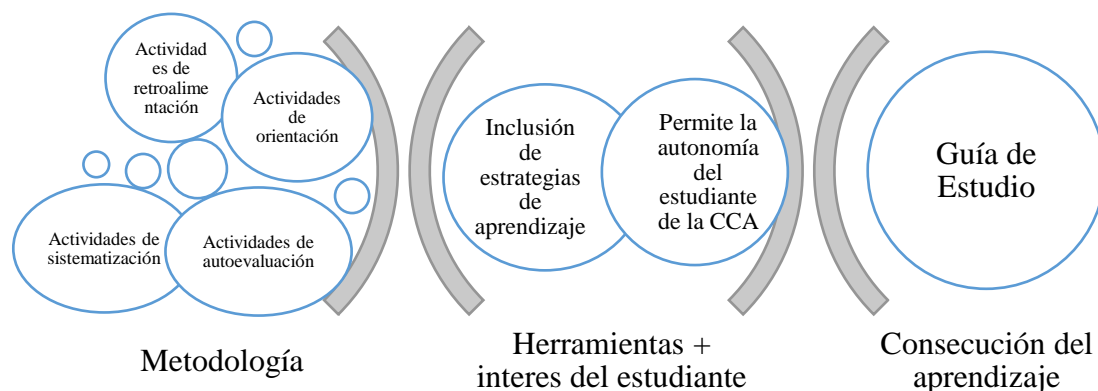 Actividad
es de
retroalime
ntación
Actividades
de
orientación
Actividades de
sistematización
Actividades de
autoevaluación
Metodología
Inclusión
de
estrategias
de
aprendizaje
Permite la
autonomía
del
estudiante
de la CCA
Herramientas +
interes del estudiante
Guía de
Estudio
Consecución del
aprendizaje